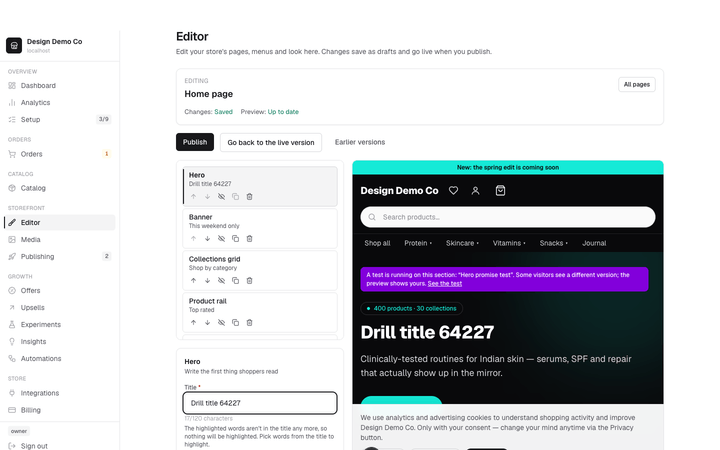 Design Demo Co
localhost
OVERVIEW
Dashboard
Analytics
Setup 3/9
ORDERS
Orders 1
CATALOG
Catalog
STOREFRONT
Editor
Media
Publishing 2
GROWTH
Offers
Upsells
Experiments
Insights
Automations
STORE
Integrations
Billing
owner
Sign out
Editor
Edit your store's pages, menus and look here. Changes save as drafts and go live when you publish.
EDITING
Home page
All pages
Changes: Saved Preview: Up to date
Publish Go back to the live version Earlier versions
Hero
Drill title 64227
Banner
This weekend only
Collections grid
Shop by category
Product rail
Top rated
Hero
Write the first thing shoppers read
Title *
Drill title 64227
17/120 characters
The highlighted words aren't in the title any more, so
nothing will be highlighted. Pick words from the title to
highlight.
New: the spring edit is coming soon
Design Demo Co
Search products...
Shop all Protein Skincare Vitamins Snacks Journal
A test is running on this section: "Hero promise test". Some visitors see a different version; the
preview shows yours. See the test
400 products · 30 collections
Drill title 64227
Clinically-tested routines for Indian skin — serums, SPF and repair
that actually show up in the mirror.
We use analytics and advertising cookies to understand shopping activity and improve
Design Demo Co. Only with your consent — change your mind anytime via the Privacy
button.